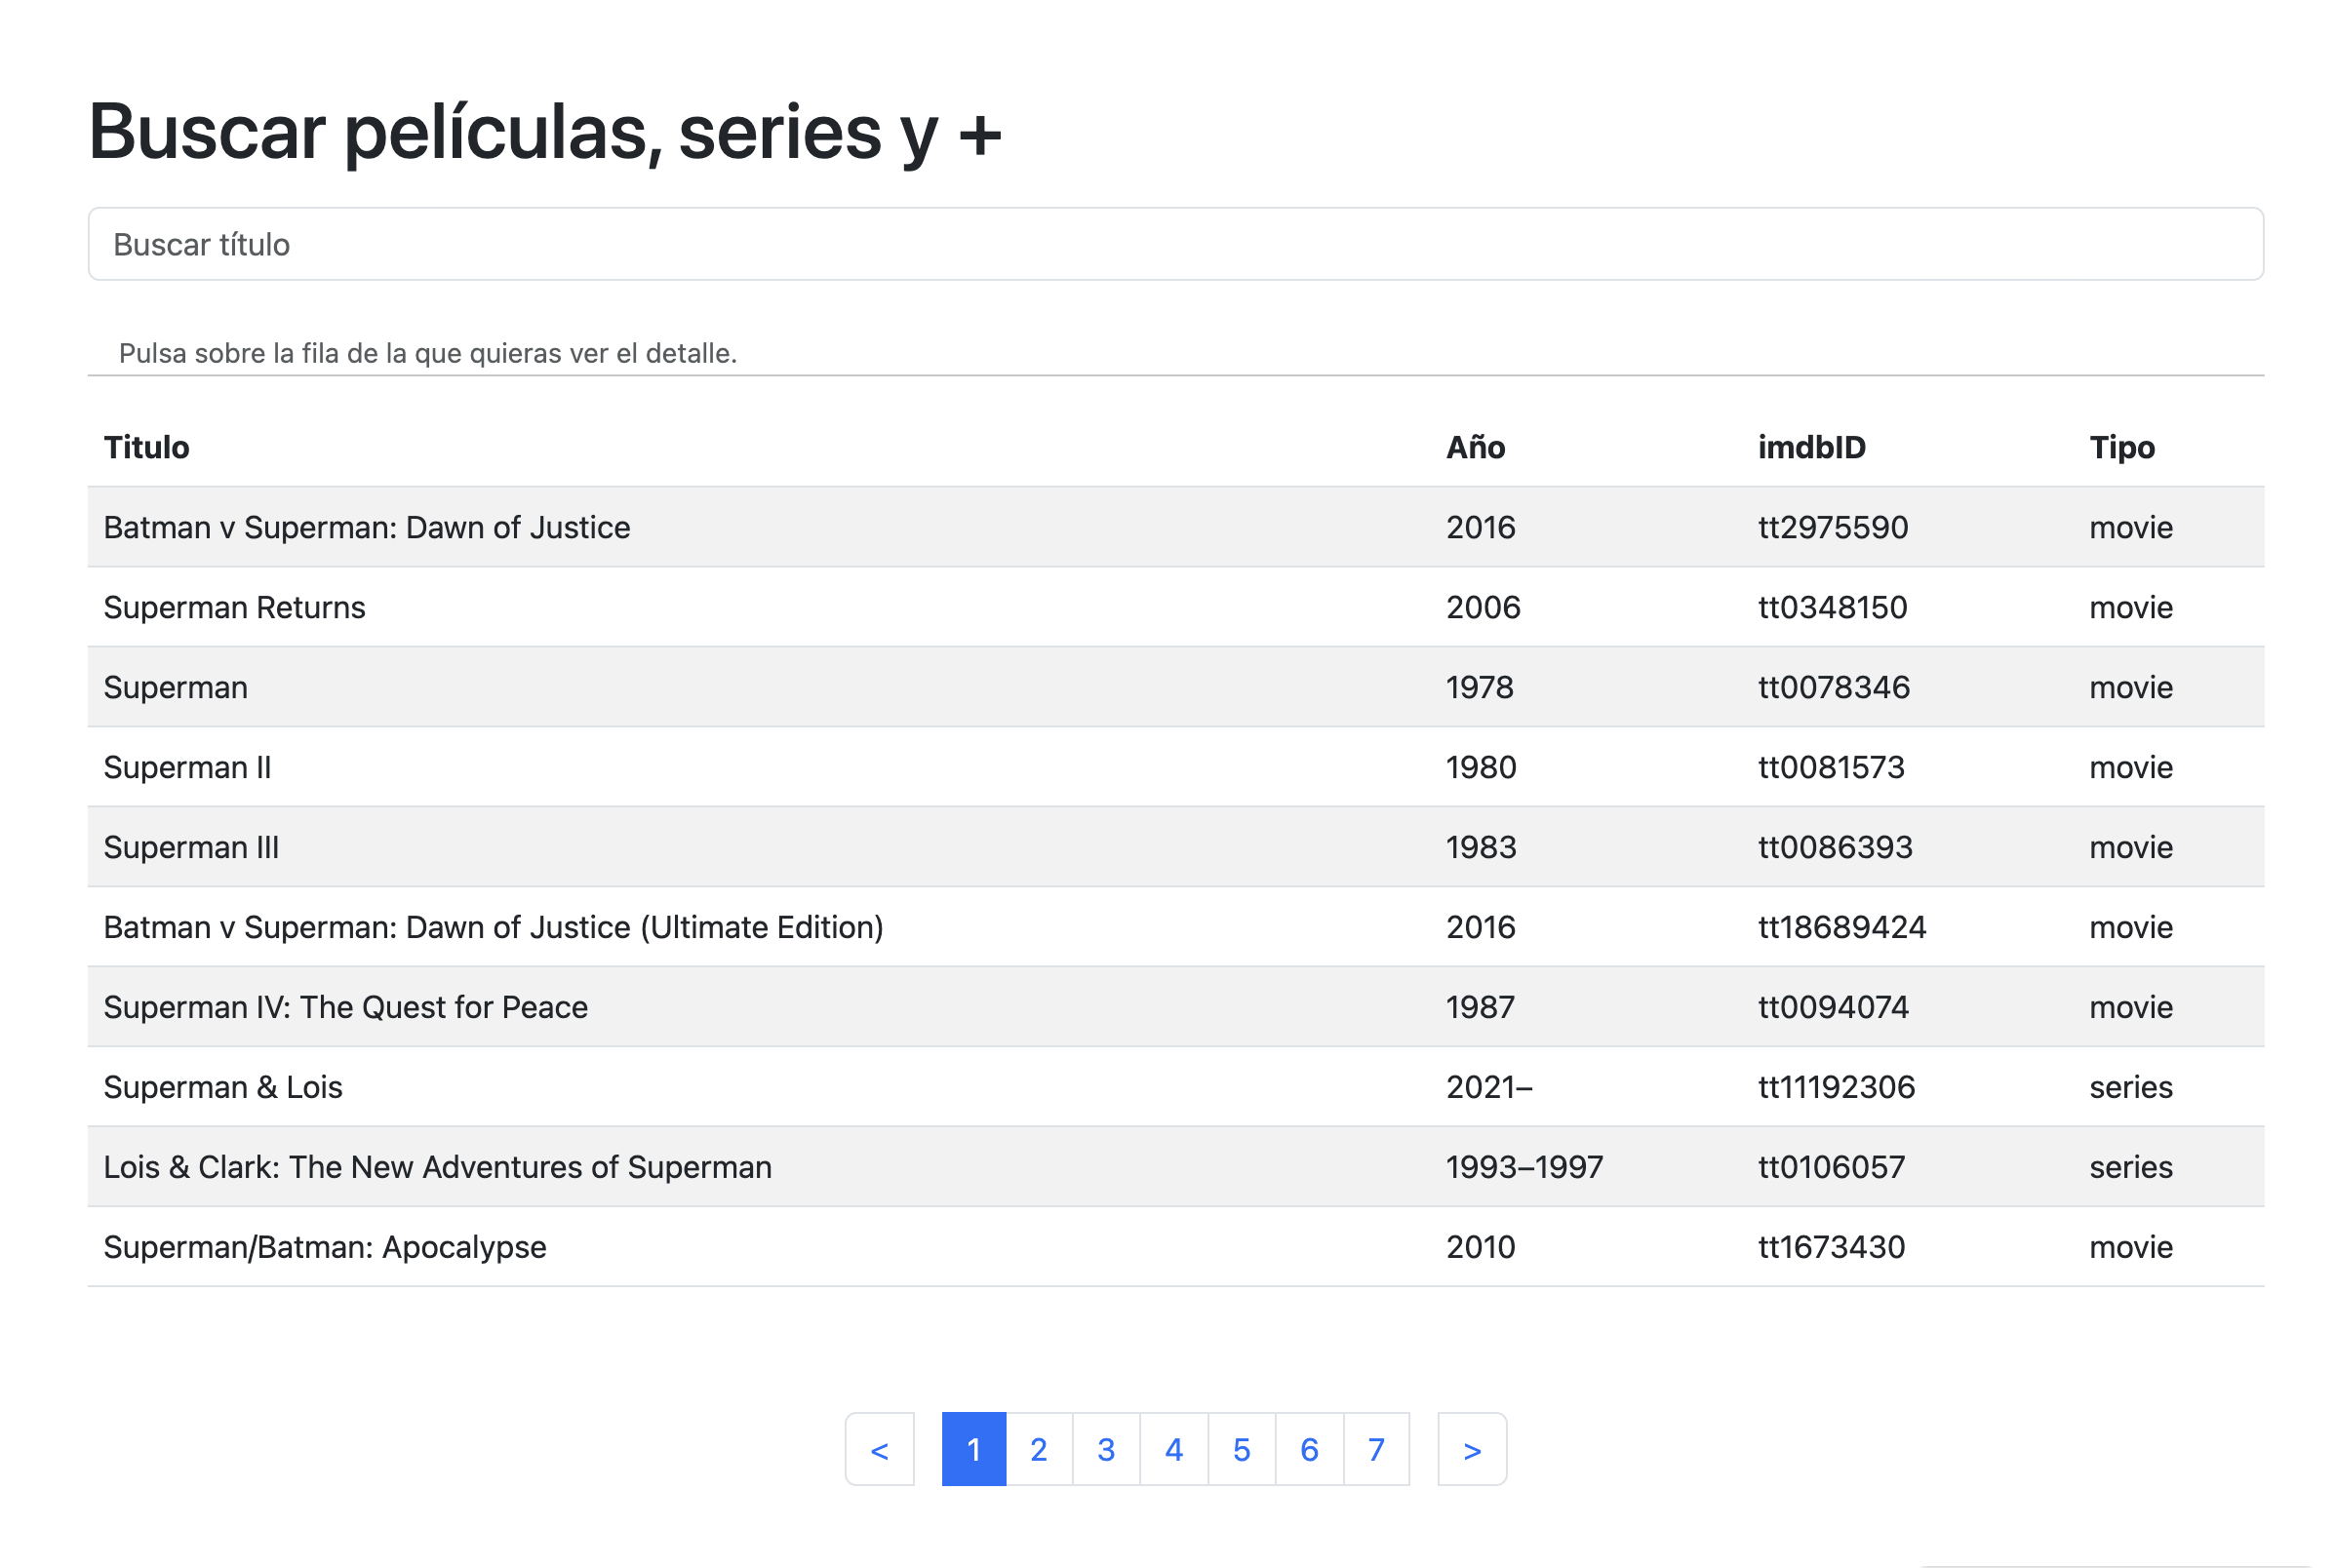 Buscar películas, series y +
Buscar título
Pulsa sobre la fila de la que quieras ver el detalle.
Titulo Año imdbID Tipo
Batman v Superman: Dawn of Justice 2016 tt2975590 movie
Superman Returns 2006 tt0348150 movie
Superman 1978 tt0078346 movie
Superman II 1980 tt0081573 movie
Superman III 1983 tt0086393 movie
Batman v Superman: Dawn of Justice (Ultimate Edition) 2016 tt18689424 movie
Superman IV: The Quest for Peace 1987 tt0094074 movie
Superman & Lois 2021– tt11192306 series
Lois & Clark: The New Adventures of Superman 1993–1997 tt0106057 series
Superman/Batman: Apocalypse 2010 tt1673430 movie
< 1 2 3 4 5 6 7 >